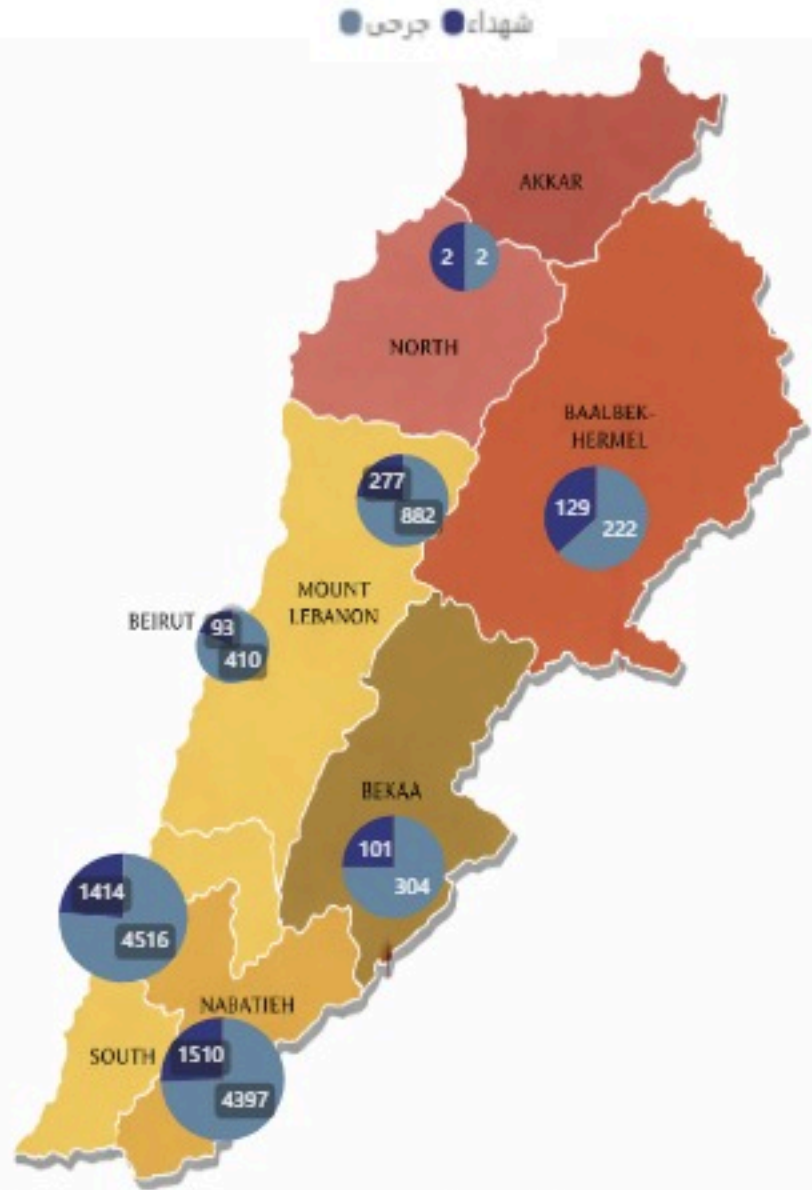 شهداء جرحى
AKKAR
2 2
NORTH
BAALBEK-
HERMEL
277
882
129
222
MOUNT
LEBANON
BEIRUT
93
410
BEKAA
101
304
1414
4516
NABATIEH
SOUTH
1510
4397